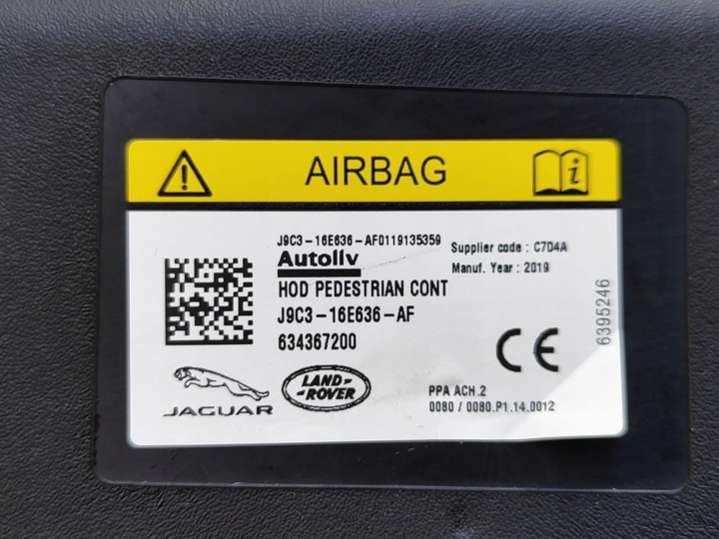 AIRBAG
J9C3-16E636-AF0119135359
Supplier code : C7D4A
Autoliv
Manuf. Year : 2019
HOD PEDESTRIAN CONT
J9C3-16E636-AF
634367200
CE
6395246
JAGUAR
LAND-
-ROVER
PPA ACH.2
0080 / 0080.P1.14.0012